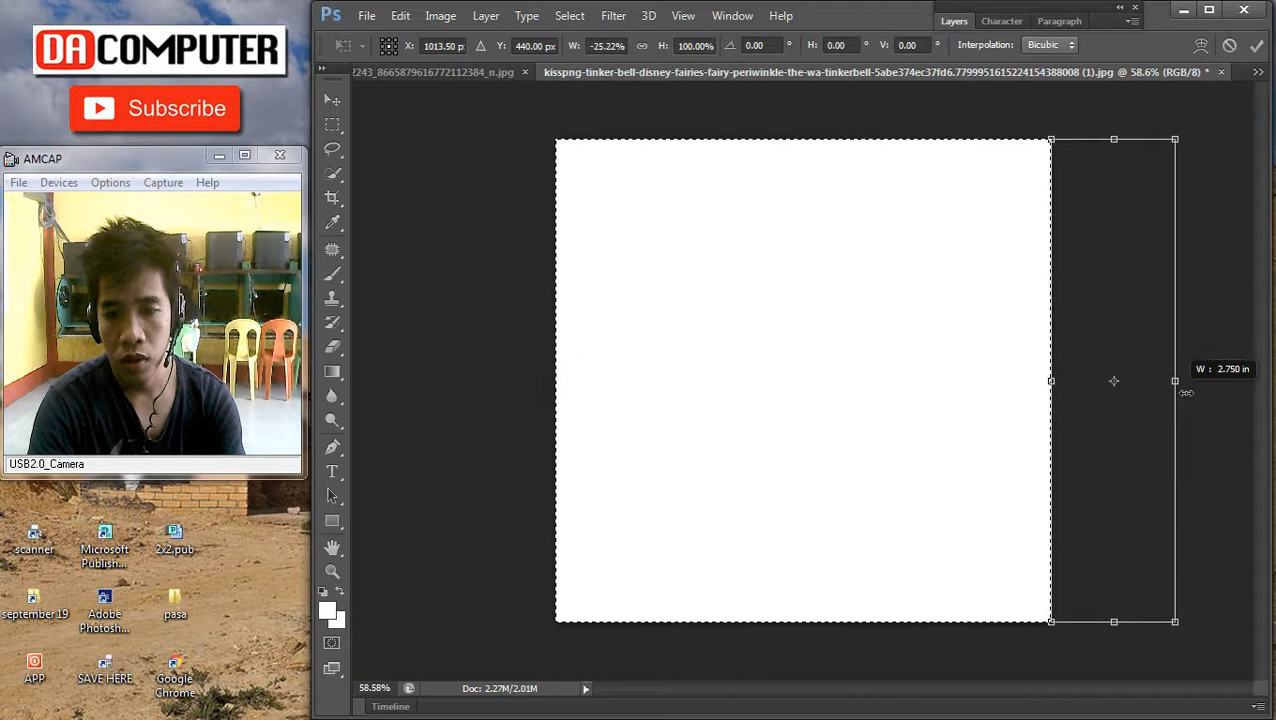 DACOMPUTER
Subscribe
AMCAP
File Devices Options Capture Help
USB2.0_Camera
scanner
Microsoft Publish...
2x2.pub
september 19
Adobe Photosh...
pasa
APP
SAVE HERE
Google Chrome
Ps File Edit Image Layer Type Select Filter 3D View Window Help
Layers Character Paragraph
X: 1013.50 p Y: 440.00 px W: -25.22% H: 100.00% 0.00 ° H: 0.00 ° V: 0.00 ° Interpolation: Bicubic
2243_8665879616772112384_n.jpg × kisspng-tinker-bell-disney-fairies-fairy-periwinkle-the-wa-tinkerbell-5abe374ec37fd6.7799951615224154388008 (1).jpg @ 58.6% (RGB/8) * ×
W : 2.750 in
T
58.58% Doc: 2.27M/2.01M
Timeline